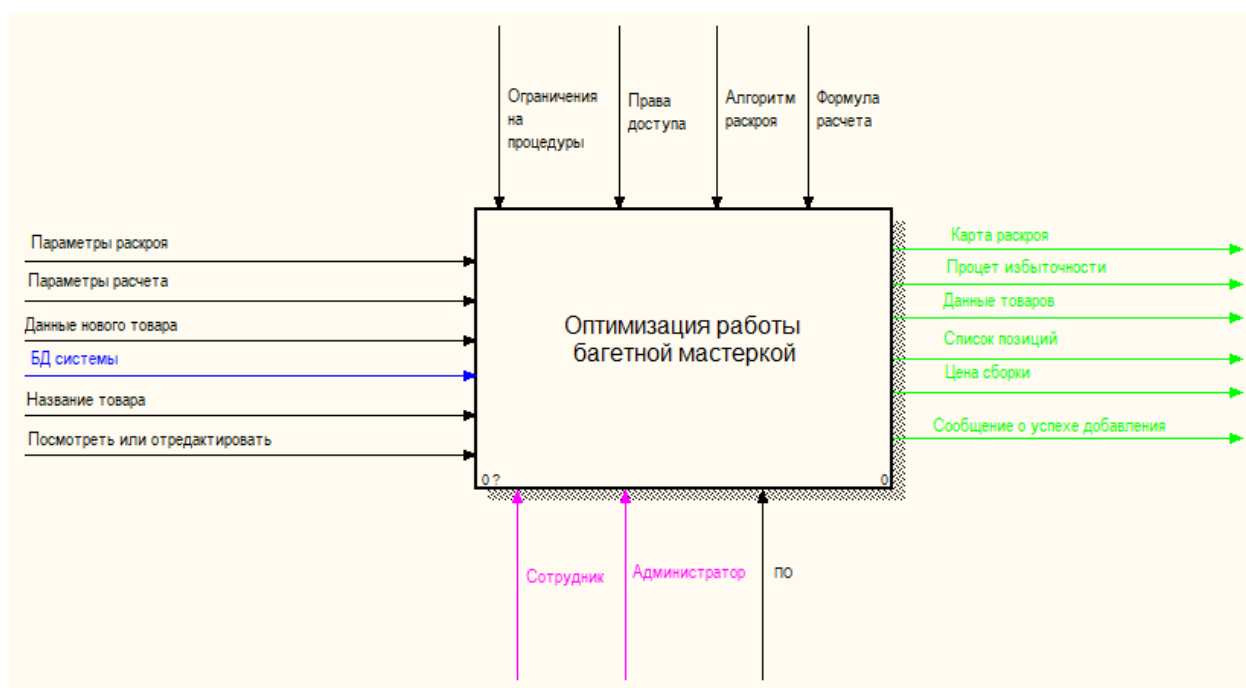 Ограничения
на
процедуры
Права
доступа
Алгоритм
раскроя
Формула
расчета
Параметры раскроя
Параметры расчета
Данные нового товара
БД системы
Название товара
Посмотреть или отредактировать
Оптимизация работы
багетной мастеркой
0 ?
0
Карта раскроя
Процет избыточности
Данные товаров
Список позиций
Цена сборки
Сообщение о успехе добавления
Сотрудник
Администратор
ПО